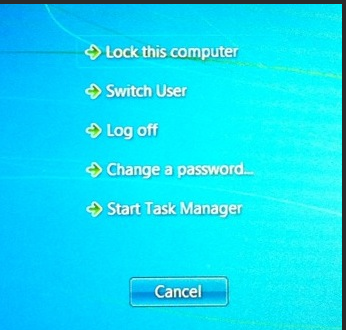 Lock this computer
Switch User
Log off
Change a password...
Start Task Manager
Cancel